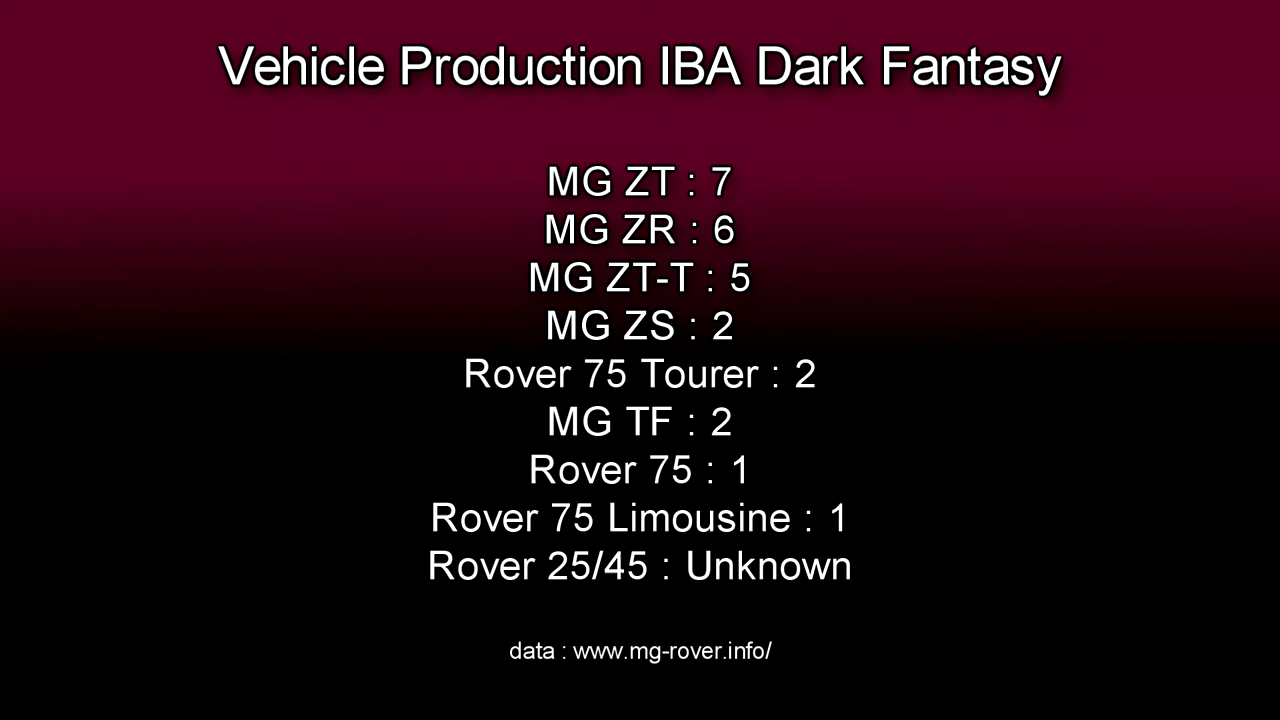 Vehicle Production IBA Dark Fantasy
MG ZT : 7
MG ZR : 6
MG ZT-T : 5
MG ZS : 2
Rover 75 Tourer : 2
MG TF : 2
Rover 75 : 1
Rover 75 Limousine : 1
Rover 25/45 : Unknown
data : www.mg-rover.info/